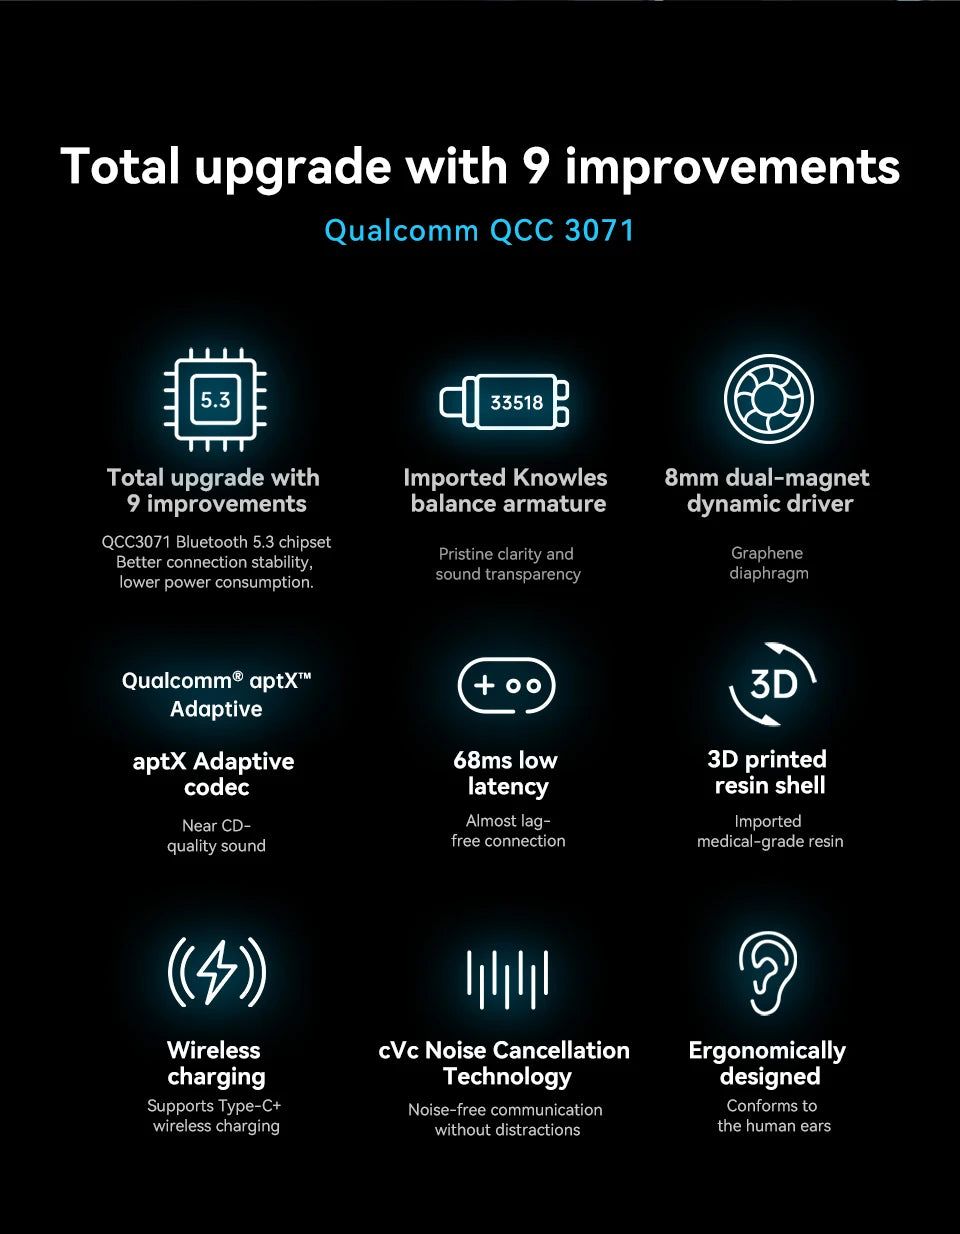 Total upgrade with 9 improvements
Qualcomm QCC 3071
5.3
Total upgrade with
9 improvements
QCC3071 Bluetooth 5.3 chipset
Better connection stability,
lower power consumption.
33518
Imported Knowles
balance armature
Pristine clarity and
sound transparency
8mm dual-magnet
dynamic driver
Graphene
diaphragm
Qualcomm® aptX™
Adaptive
aptX Adaptive
codec
Near CD-
quality sound
68ms low
latency
Almost lag-
free connection
3D
3D printed
resin shell
Imported
medical-grade resin
Wireless
charging
Supports Type-C+
wireless charging
cVc Noise Cancellation
Technology
Noise-free communication
without distractions
Ergonomically
designed
Conforms to
the human ears